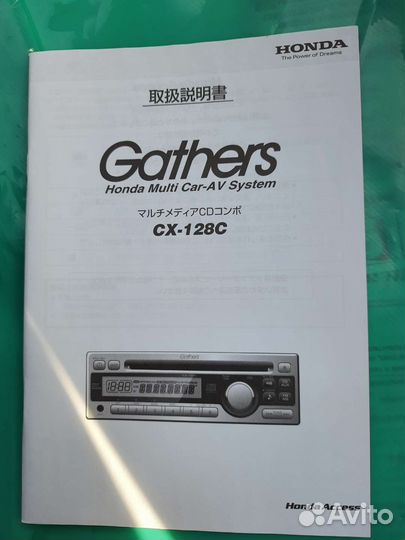 HONDA
The Power of Dreams
取扱説明書
Gathers
Honda Multi Car-AV System
マルチメディアCDコンポ
CX-128C
Gathers
Honda Access
Avito